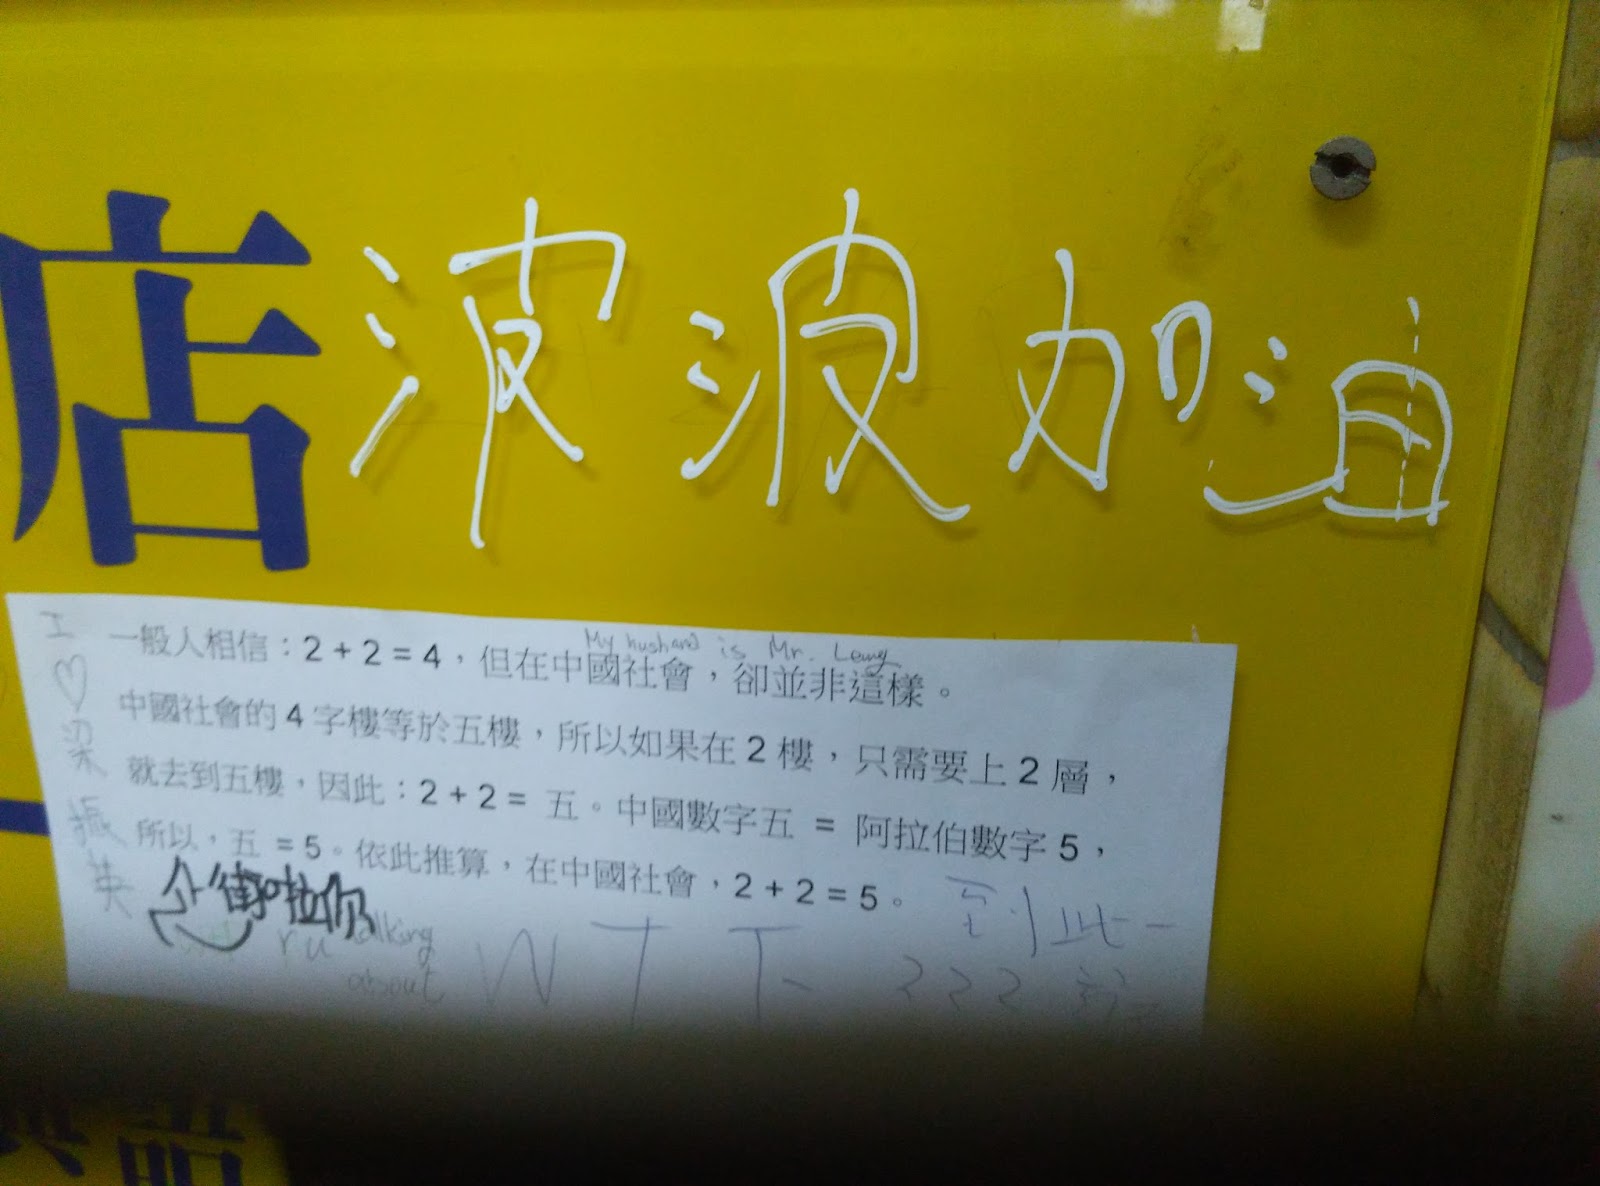 店
波波加油
My husband is Mr. Leung
I ♡ 梁振英
一般人相信：2 + 2 = 4，但在中國社會，卻並非這樣。
中國社會的 4 字樓等於五樓，所以如果在 2 樓，只需要上 2 層，
就去到五樓，因此：2 + 2 = 五。中國數字五 = 阿拉伯數字 5，
所以，五 = 5。依此推算，在中國社會，2 + 2 = 5。
企街啦你
r u talking
about
到此一